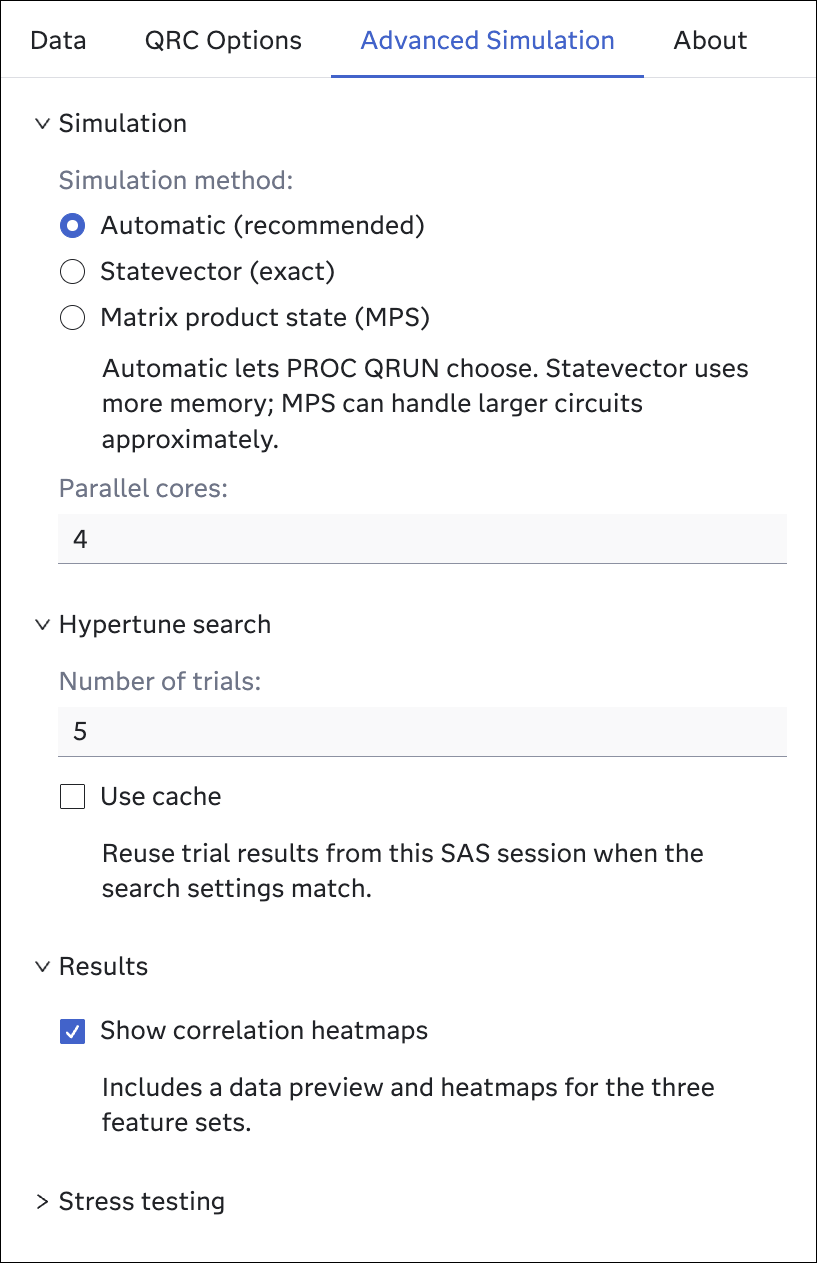 Data QRC Options Advanced Simulation About
Simulation
Simulation method:
Automatic (recommended)
Statevector (exact)
Matrix product state (MPS)
Automatic lets PROC QRUN choose. Statevector uses
more memory; MPS can handle larger circuits
approximately.
Parallel cores:
4
Hypertune search
Number of trials:
5
Use cache
Reuse trial results from this SAS session when the
search settings match.
Results
Show correlation heatmaps
Includes a data preview and heatmaps for the three
feature sets.
Stress testing